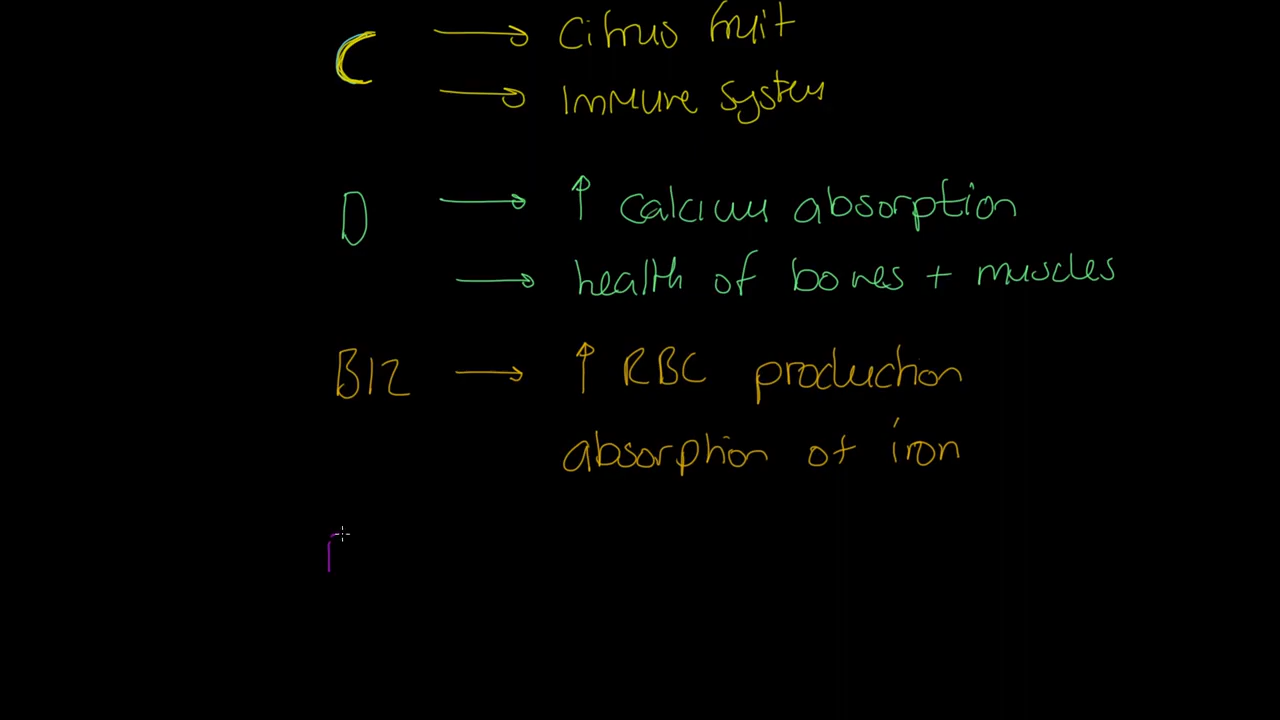 C → Citrus fruit
→ Immune system
D → ↑ calcium absorption
→ health of bones + muscles
B12 → ↑ RBC production
absorption of iron